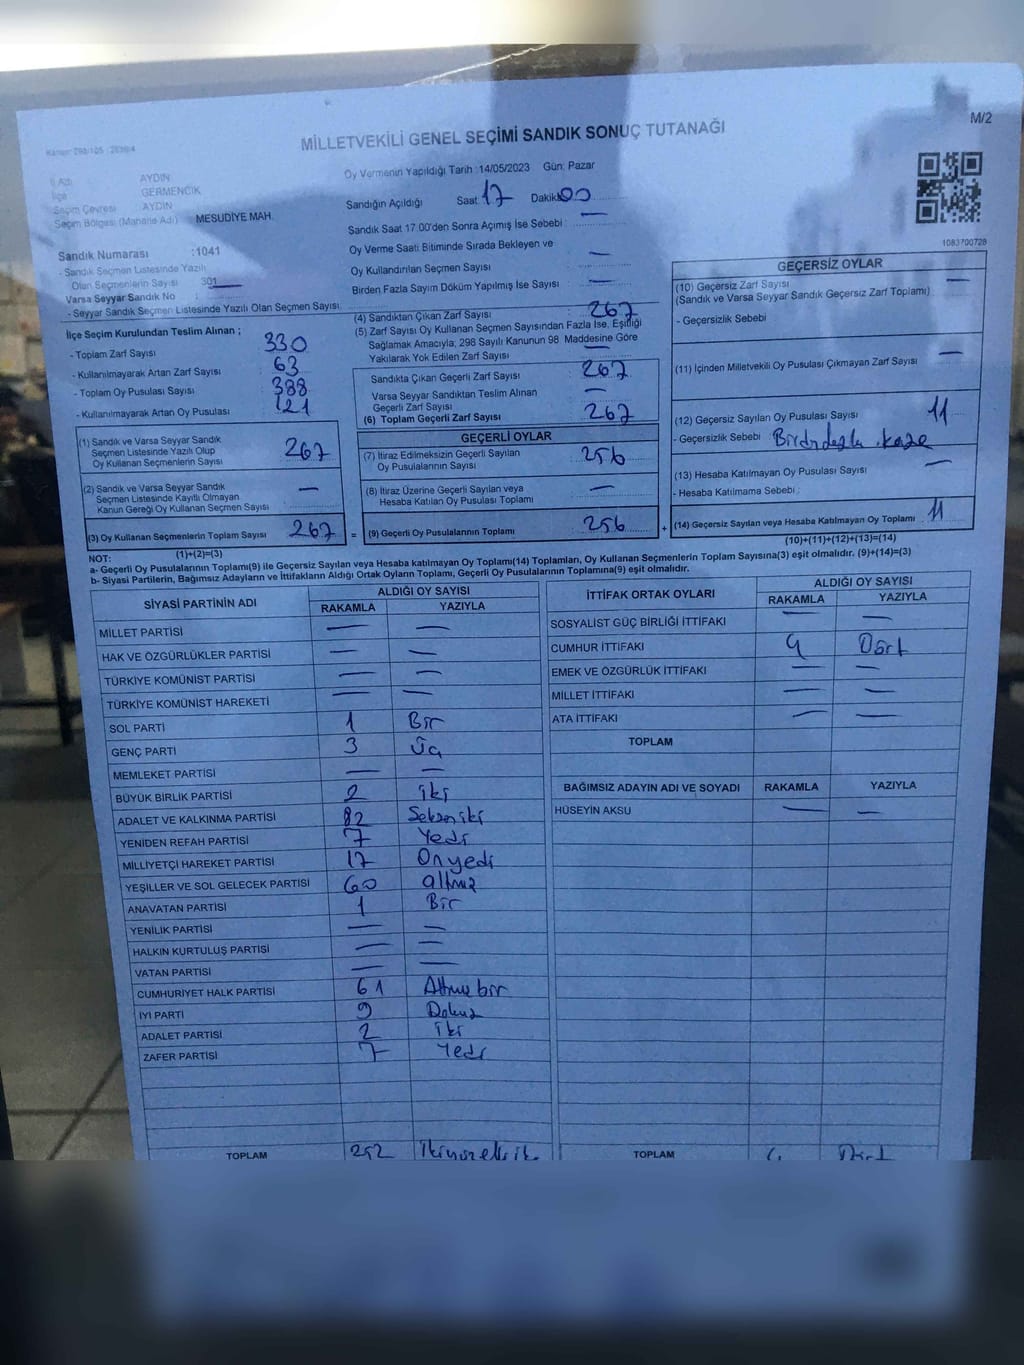 M/2
MİLLETVEKİLİ GENEL SEÇİMİ SANDIK SONUÇ TUTANAĞI
İl Adı AYDIN
İlçe GERMENCİK
Seçim Çevresi AYDIN
Seçim Bölgesi (Mahalle Adı) MESUDİYE MAH.
Sandık Numarası :1041
- Sandık Seçmen Listesinde Yazılı
Olan Seçmenlerin Sayısı 301
Varsa Seyyar Sandık No :
- Seyyar Sandık Seçmen Listesinde Yazılı Olan Seçmen Sayısı:
Oy Vermenin Yapıldığı Tarih :14/05/2023 Gün: Pazar
Sandığın Açıldığı Saat: 17 Dakika: 00
Sandık Saat 17.00'den Sonra Açımış İse Sebebi : —
Oy Verme Saati Bitiminde Sırada Bekleyen ve
Oy Kullandırılan Seçmen Sayısı : —
Birden Fazla Sayım Döküm Yapılmış İse Sayısı : —
1083700728
İlçe Seçim Kurulundan Teslim Alınan ;
- Toplam Zarf Sayısı 330
- Kullanılmayarak Artan Zarf Sayısı 63
- Toplam Oy Pusulası Sayısı 388
- Kullanılmayarak Artan Oy Pusulası 121
(1) Sandık ve Varsa Seyyar Sandık
Seçmen Listesinde Yazılı Olup
Oy Kullanan Seçmenlerin Sayısı 267
(2) Sandık ve Varsa Seyyar Sandık
Seçmen Listesinde Kayıtlı Olmayan
Kanun Gereği Oy Kullanan Seçmen Sayısı : —
(3) Oy Kullanan Seçmenlerin Toplam Sayısı 267
(1)+(2)=(3)
(4) Sandıktan Çıkan Zarf Sayısı : 267
(5) Zarf Sayısı Oy Kullanan Seçmen Sayısından Fazla İse, Eşitliği
Sağlamak Amacıyla; 298 Sayılı Kanunun 98 Maddesine Göre
Yakılarak Yok Edilen Zarf Sayısı —
Sandıkta Çıkan Geçerli Zarf Sayısı : 267
Varsa Seyyar Sandıktan Teslim Alınan
Geçerli Zarf Sayısı : —
(6) Toplam Geçerli Zarf Sayısı : 267
GEÇERLİ OYLAR
(7) İtiraz Edilmeksizin Geçerli Sayılan
Oy Pusulalarının Sayısı : 256
(8) İtiraz Üzerine Geçerli Sayılan veya
Hesaba Katılan Oy Pusulası Toplamı : —
= (9) Geçerli Oy Pusulalarının Toplamı : 256 +
GEÇERSİZ OYLAR
(10) Geçersiz Zarf Sayısı
(Sandık ve Varsa Seyyar Sandık Geçersiz Zarf Toplamı) : —
- Geçersizlik Sebebi :
(11) İçinden Milletvekili Oy Pusulası Çıkmayan Zarf Sayısı : —
(12) Geçersiz Sayılan Oy Pusulası Sayısı : 11
- Geçersizlik Sebebi :
(13) Hesaba Katılmayan Oy Pusulası Sayısı : —
- Hesaba Katılmama Sebebi :
(14) Geçersiz Sayılan veya Hesaba Katılmayan Oy Toplamı : 11
(10)+(11)+(12)+(13)=(14)
NOT:
a- Geçerli Oy Pusulalarının Toplamı(9) ile Geçersiz Sayılan veya Hesaba katılmayan Oy Toplamı(14) Toplamları, Oy Kullanan Seçmenlerin Toplam Sayısına(3) eşit olmalıdır. (9)+(14)=(3)
b- Siyasi Partilerin, Bağımsız Adayların ve İttifakların Aldığı Ortak Oyların Toplamı, Geçerli Oy Pusulalarının Toplamına(9) eşit olmalıdır.
SİYASİ PARTİNİN ADI ALDIĞI OY SAYISI
RAKAMLA YAZIYLA
MİLLET PARTİSİ — —
HAK VE ÖZGÜRLÜKLER PARTİSİ — —
TÜRKİYE KOMÜNİST PARTİSİ — —
TÜRKİYE KOMÜNİST HAREKETİ — —
SOL PARTİ 1 Bir
GENÇ PARTİ 3 Üç
MEMLEKET PARTİSİ — —
BÜYÜK BİRLİK PARTİSİ 2 iki
ADALET VE KALKINMA PARTİSİ 82 Seksen iki
YENİDEN REFAH PARTİSİ 7 Yedi
MİLLİYETÇİ HAREKET PARTİSİ 17 Onyedi
YEŞİLLER VE SOL GELECEK PARTİSİ 60 altmış
ANAVATAN PARTİSİ 1 Bir
YENİLİK PARTİSİ — —
HALKIN KURTULUŞ PARTİSİ — —
VATAN PARTİSİ — —
CUMHURİYET HALK PARTİSİ 61 Altmış bir
İYİ PARTİ 9 Dokuz
ADALET PARTİSİ 2 İki
ZAFER PARTİSİ 7 Yedi
TOPLAM 252
İTTİFAK ORTAK OYLARI ALDIĞI OY SAYISI
RAKAMLA YAZIYLA
SOSYALİST GÜÇ BİRLİĞİ İTTİFAKI — —
CUMHUR İTTİFAKI 4 Dört
EMEK VE ÖZGÜRLÜK İTTİFAKI — —
MİLLET İTTİFAKI — —
ATA İTTİFAKI — —
TOPLAM
BAĞIMSIZ ADAYIN ADI VE SOYADI RAKAMLA YAZIYLA
HÜSEYİN AKSU — —
TOPLAM 4 Dört